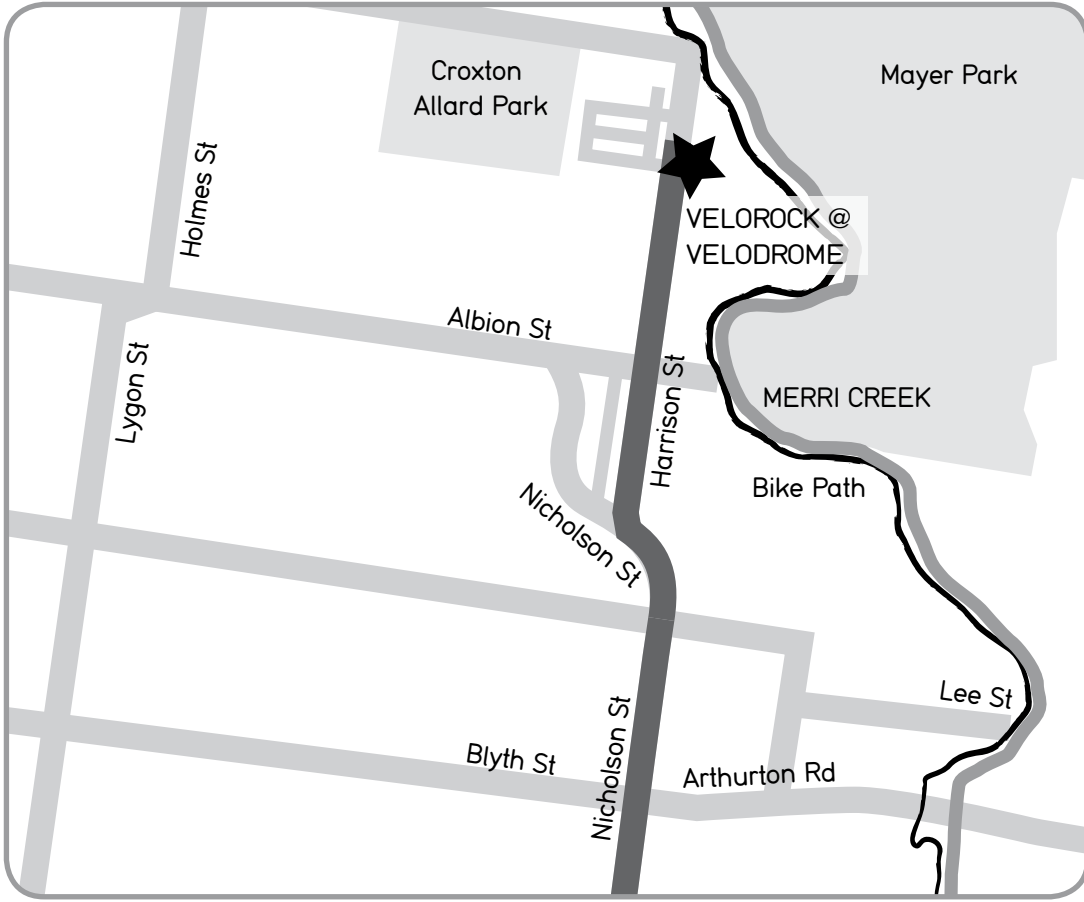 Croxton
Allard Park
Mayer Park
Holmes St
VELOROCK @
VELODROME
Albion St
Lygon St
Harrison St
MERRI CREEK
Bike Path
Nicholson St
Lee St
Nicholson St
Blyth St
Arthurton Rd